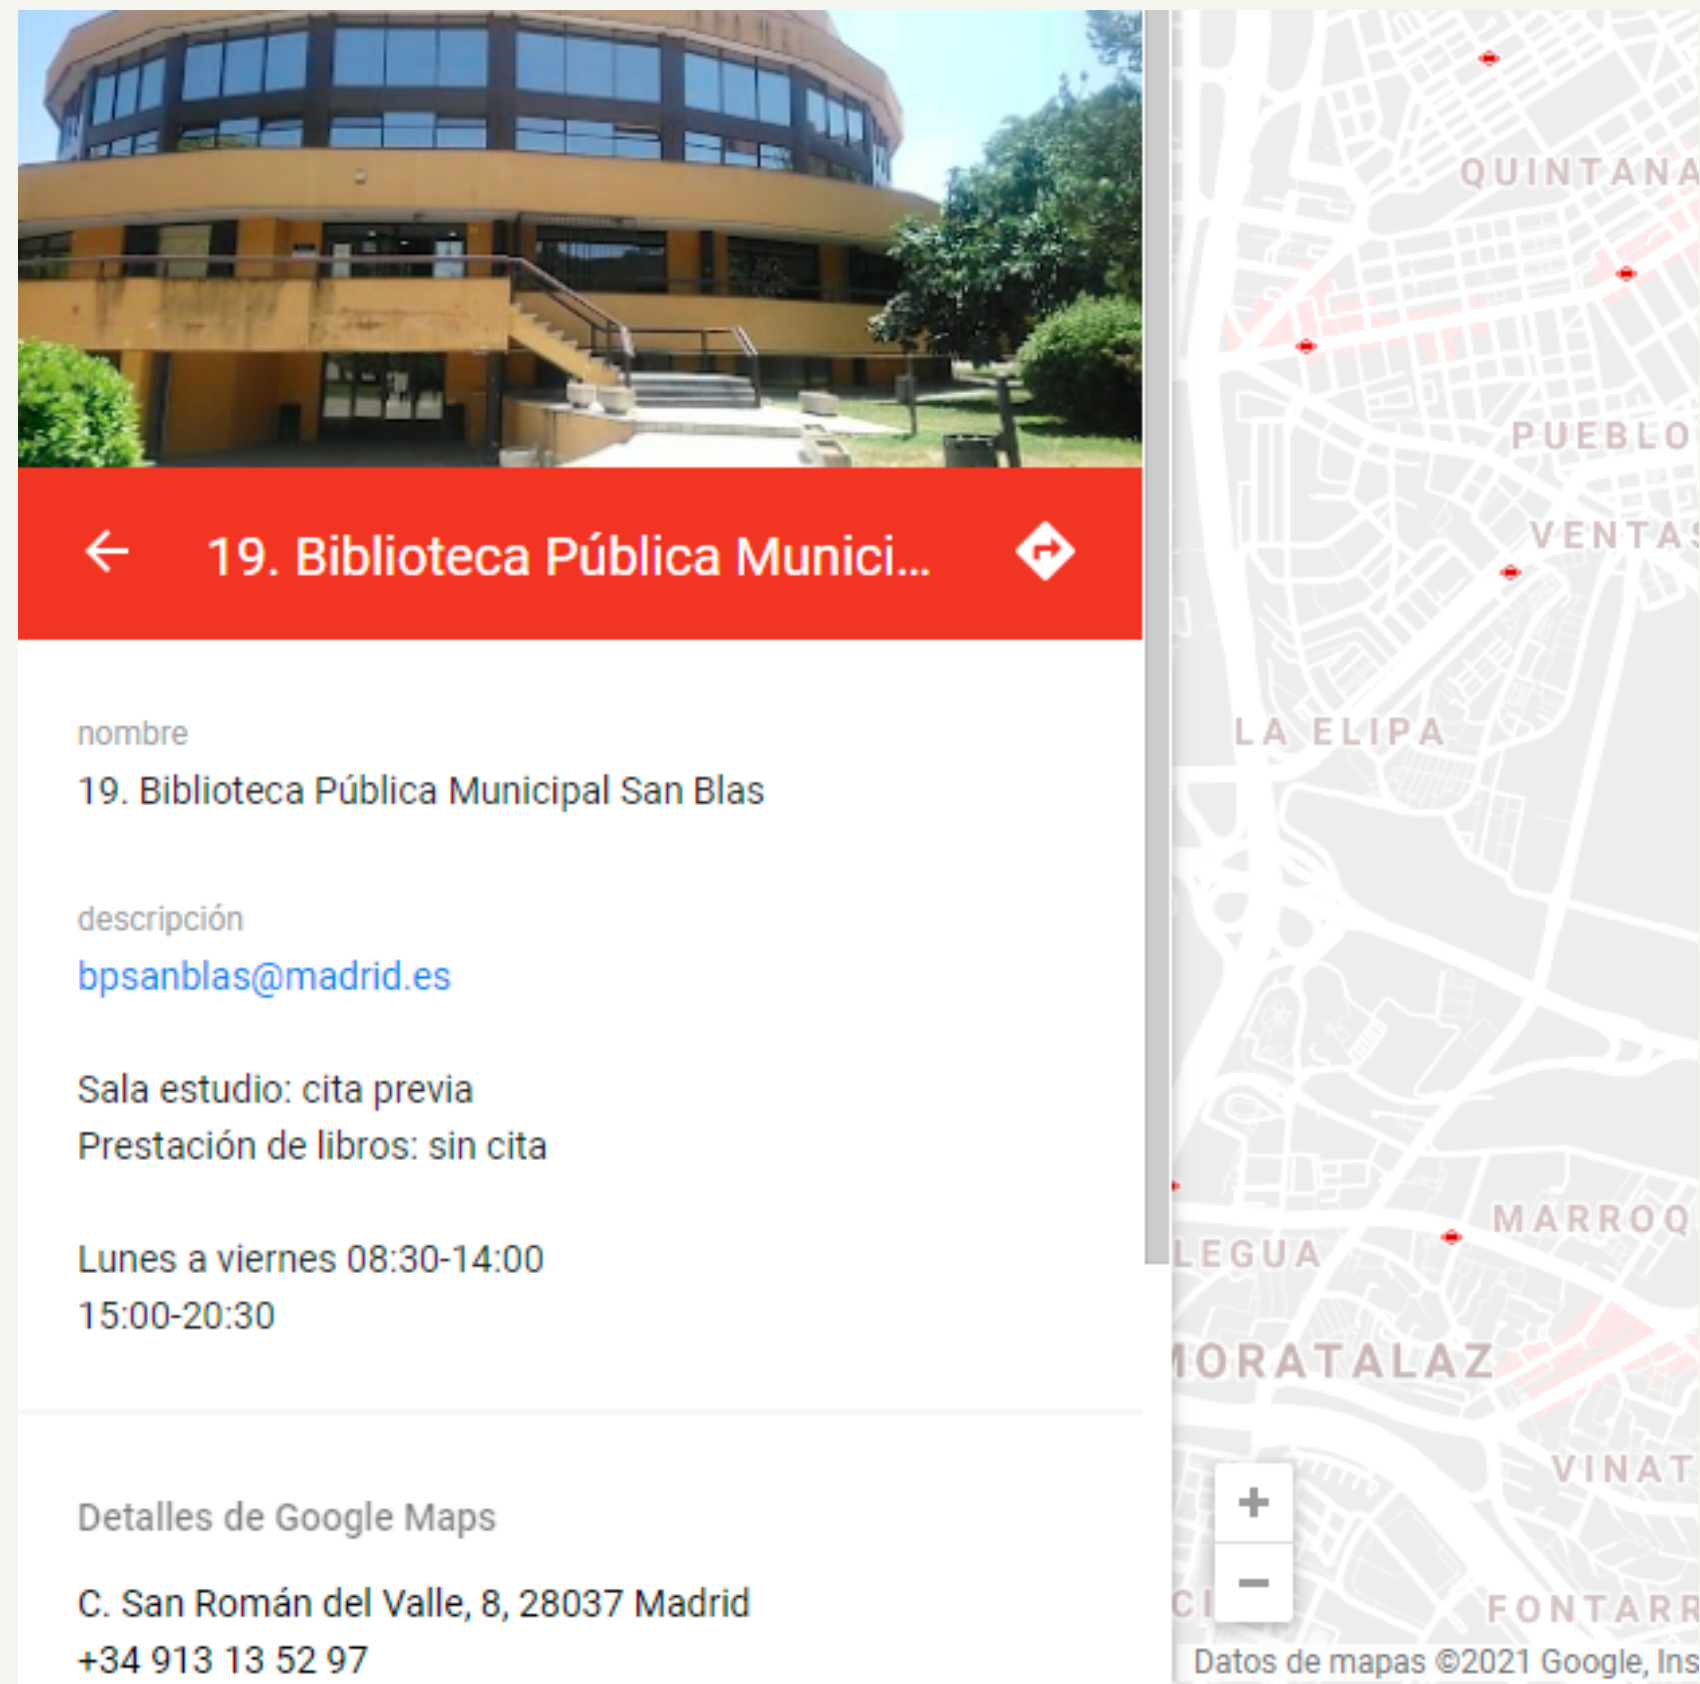 19. Biblioteca Pública Munici...
nombre
19. Biblioteca Pública Municipal San Blas
descripción
bpsanblas@madrid.es
Sala estudio: cita previa
Prestación de libros: sin cita
Lunes a viernes 08:30-14:00
15:00-20:30
Detalles de Google Maps
C. San Román del Valle, 8, 28037 Madrid
+34 913 13 52 97
QUINTANA
PUEBLO
VENTAS
LA ELIPA
MARROQ
LEGUA
MORATALAZ
VINAT
+
−
CI
FONTARR
Datos de mapas ©2021 Google, Ins